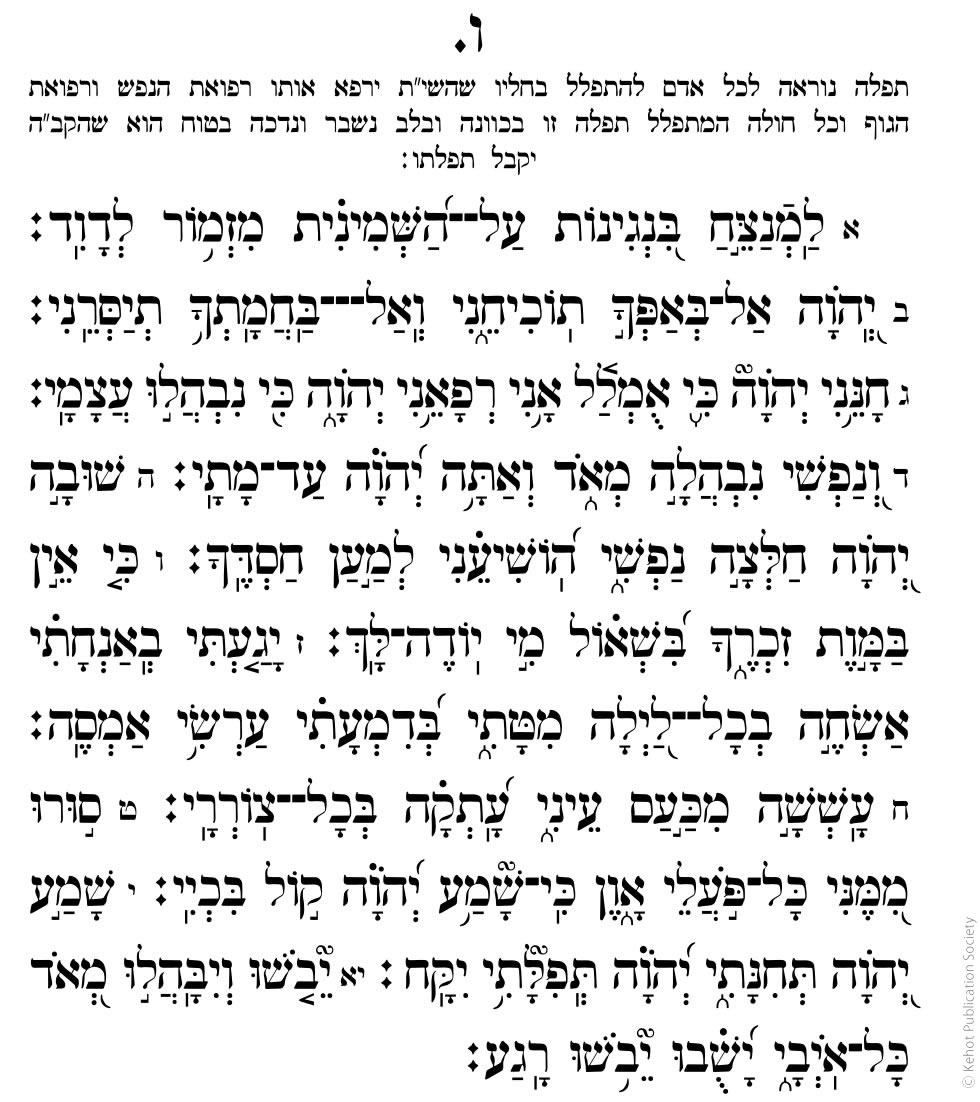 ו.
תפלה נוראה לכל אדם להתפלל בחליו שהשי״ת ירפא אותו רפואת הנפש ורפואת
הגוף וכל חולה המתפלל תפלה זו בכוונה ובלב נשבר ונדכה בטוח הוא שהקב״ה
יקבל תפלתו:
א לַמְנַצֵּחַ בִּנְגִינוֹת עַל־הַשְּׁמִינִית מִזְמוֹר לְדָוִד:
ב יְהֹוָה אַל־בְּאַפְּךָ תוֹכִיחֵנִי וְאַל־בַּחֲמָתְךָ תְיַסְּרֵנִי:
ג חָנֵּנִי יְהֹוָה כִּי אֻמְלַל אָנִי רְפָאֵנִי יְהֹוָה כִּי נִבְהֲלוּ עֲצָמָי:
ד וְנַפְשִׁי נִבְהֲלָה מְאֹד וְאַתָּה יְהֹוָה עַד־מָתָי: ה שׁוּבָה
יְהֹוָה חַלְּצָה נַפְשִׁי הוֹשִׁיעֵנִי לְמַעַן חַסְדֶּךָ: ו כִּי אֵין
בַּמָּוֶת זִכְרֶךָ בִּשְׁאוֹל מִי יוֹדֶה־לָּךְ: ז יָגַעְתִּי בְאַנְחָתִי
אַשְׂחֶה בְכָל־לַיְלָה מִטָּתִי בְּדִמְעָתִי עַרְשִׂי אַמְסֶה:
ח עָשְׁשָׁה מִכַּעַס עֵינִי עָתְקָה בְּכָל־צוֹרְרָי: ט סוּרוּ
מִמֶּנִּי כָּל־פֹּעֲלֵי אָוֶן כִּי־שָׁמַע יְהֹוָה קוֹל בִּכְיִי: י שָׁמַע
יְהֹוָה תְּחִנָּתִי יְהֹוָה תְּפִלָּתִי יִקָּח: יא יֵבשׁוּ וְיִבָּהֲלוּ מְאֹד
כָּל־אֹיְבָי יָשֻׁבוּ יֵבֹשׁוּ רָגַע:
© Kehot Publication Society